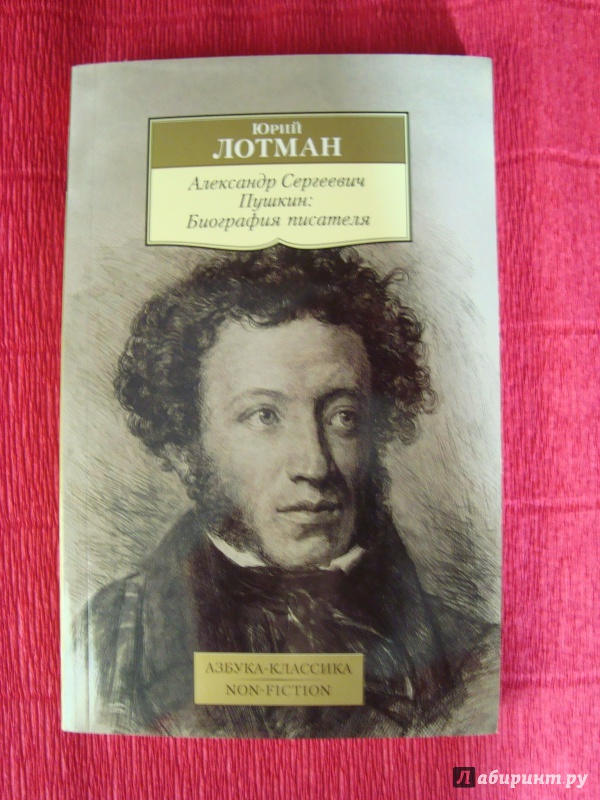 Юрий
ЛОТМАН
Александр Сергеевич
Пушкин:
Биография писателя
АЗБУКА-КЛАССИКА
NON-FICTION
Лабиринт.ру